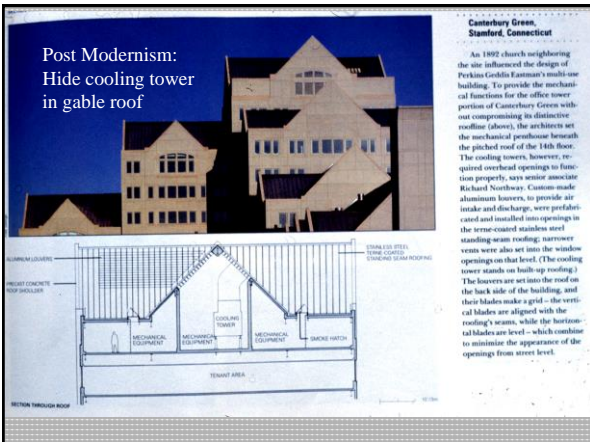 Post Modernism:
Hide cooling tower
in gable roof
Canterbury Green,
Stamford, Connecticut
An 1892 church neighboring
the site influenced the design of
Perkins Geddis Eastman's multi-use
building. To provide the mechani-
cal functions for the office tower
portion of Canterbury Green with-
out compromising its distinctive
roofline (above), the architects set
the mechanical penthouse beneath
the pitched roof of the 14th floor.
The cooling towers, however, re-
quired overhead openings to func-
tion properly, says senior associate
Richard Northway. Custom-made
aluminum louvers, to provide air
intake and discharge, were prefabri-
cated and installed into openings in
the terne-coated stainless steel
standing-seam roofing; narrower
vents were also set into the window
openings on that level. (The cooling
tower stands on built-up roofing.)
The louvers are set into the roof on
the back side of the building, and
their blades make a grid – the verti-
cal blades are aligned with the
roofing's seams, while the horizon-
tal blades are level – which combine
to minimize the appearance of the
openings from street level.
ALUMINUM LOUVERS
PRECAST CONCRETE
ROOF SHOULDER
STAINLESS STEEL
TERNE-COATED
STANDING SEAM ROOFING
COOLING
TOWER
MECHANICAL
EQUIPMENT
MECHANICAL
EQUIPMENT
MECHANICAL
EQUIPMENT
SMOKE HATCH
TENANT AREA
SECTION THROUGH ROOF